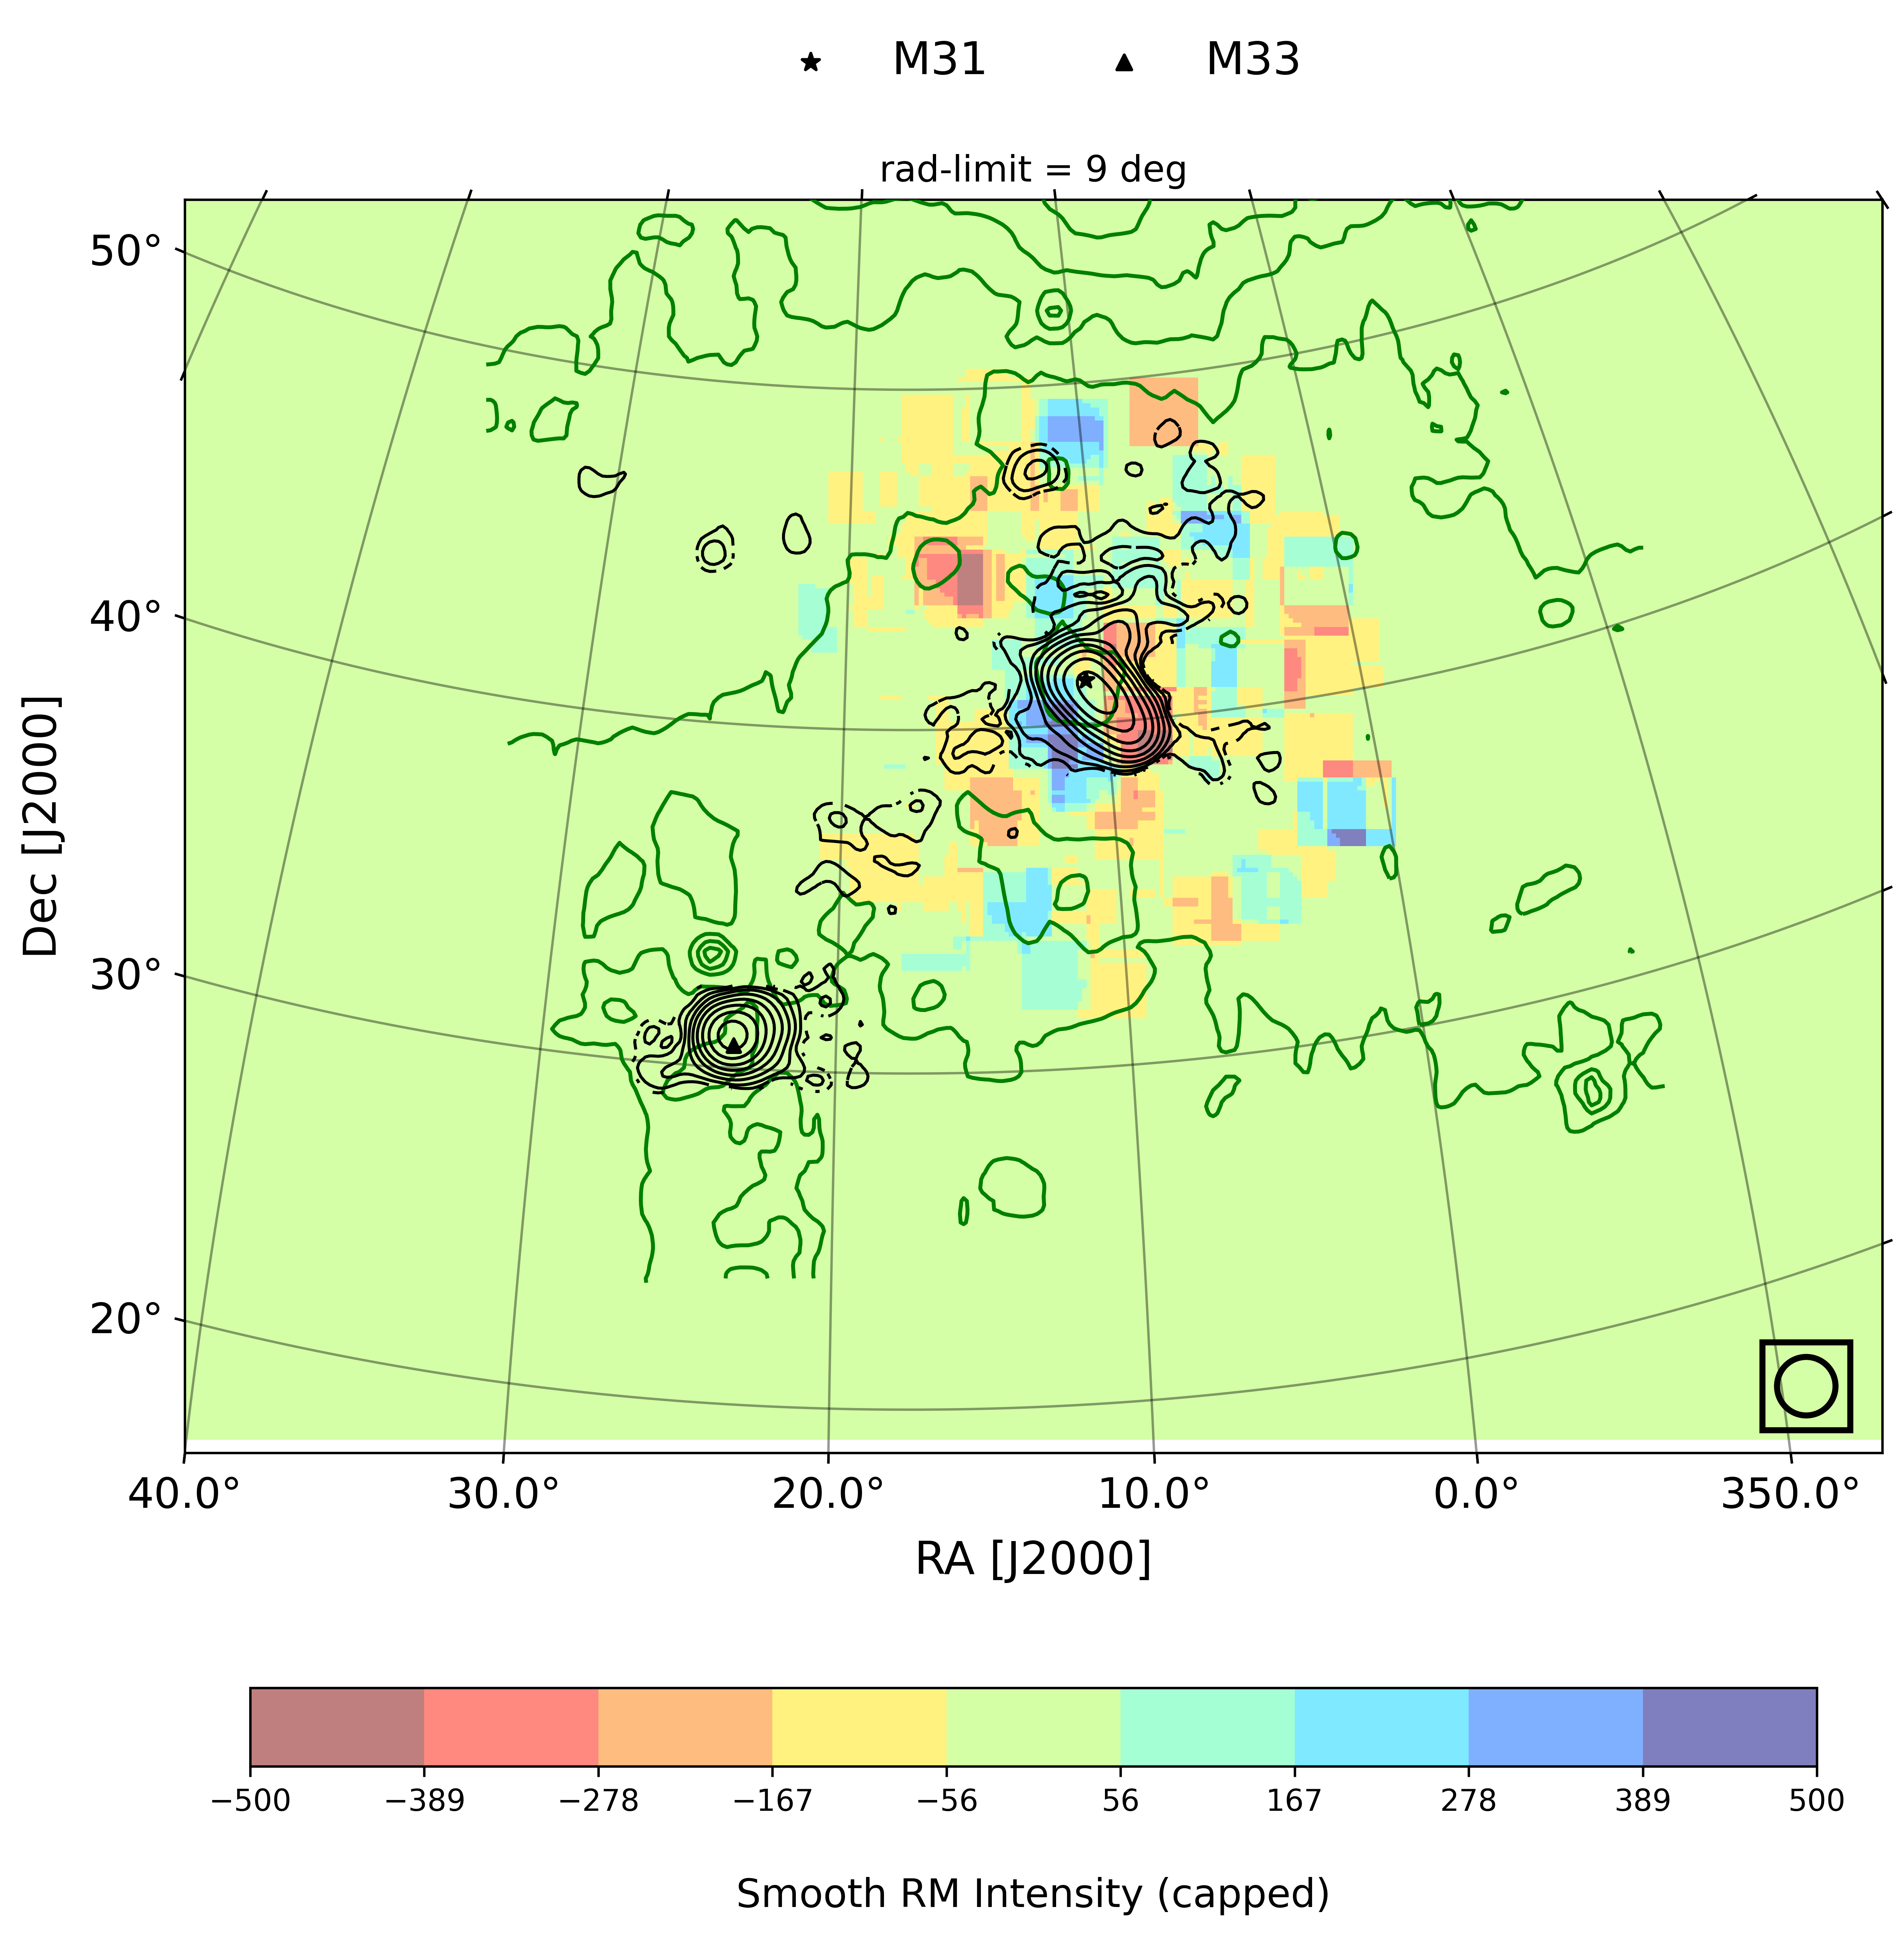 ★ M31 ▲ M33
rad-limit = 9 deg
50°
40°
30°
20°
Dec [J2000]
40.0° 30.0° 20.0° 10.0° 0.0° 350.0°
RA [J2000]
−500 −389 −278 −167 −56 56 167 278 389 500
Smooth RM Intensity (capped)